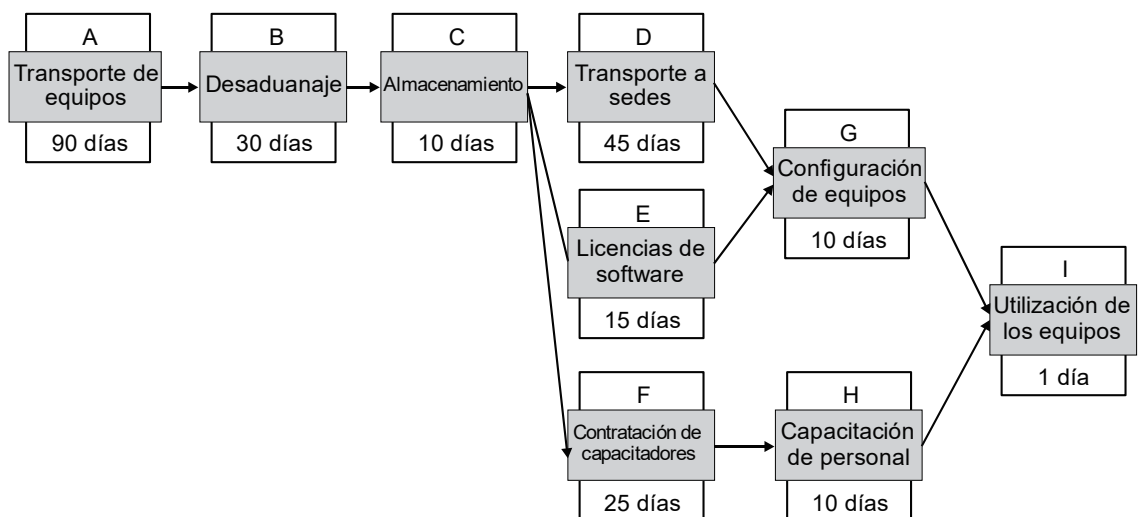 A
Transporte de
equipos
90 días
B
Desaduanaje
30 días
C
Almacenamiento
10 días
D
Transporte a
sedes
45 días
E
Licencias de
software
15 días
F
Contratación de
capacitadores
25 días
G
Configuración
de equipos
10 días
H
Capacitación
de personal
10 días
I
Utilización de
los equipos
1 día